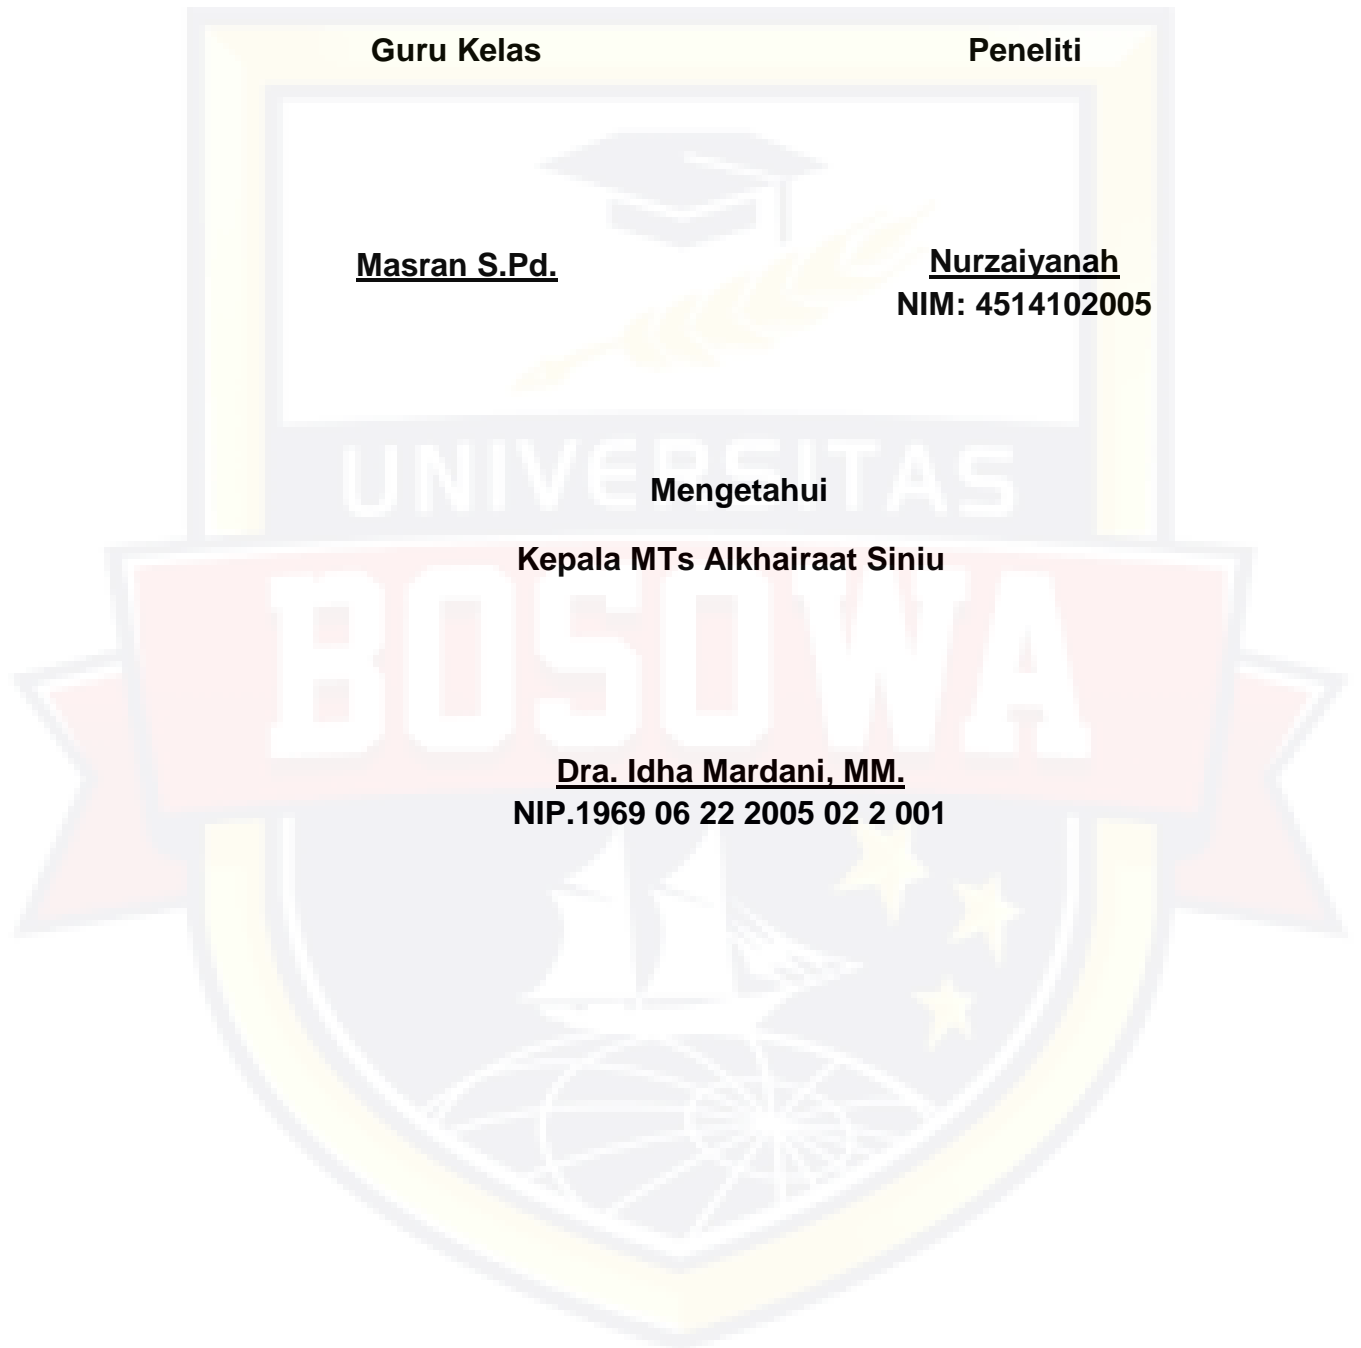 Guru Kelas Peneliti
Masran S.Pd. Nurzaiyanah
NIM: 4514102005
UNIVERSITAS
Mengetahui
Kepala MTs Alkhairaat Siniu
BOSOWA
Dra. Idha Mardani, MM.
NIP.1969 06 22 2005 02 2 001